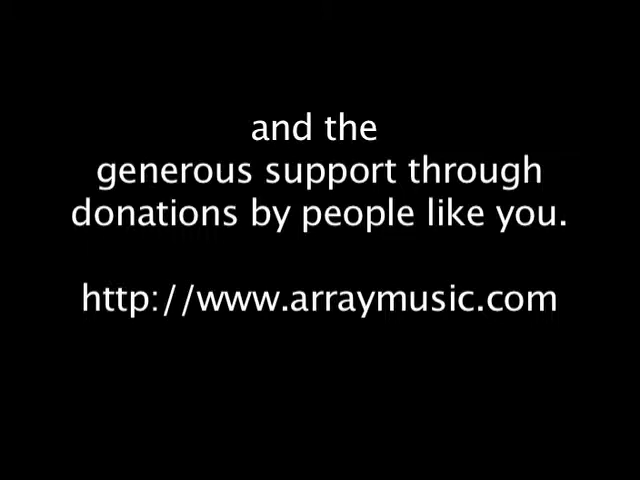 and the
generous support through
donations by people like you.
http://www.arraymusic.com